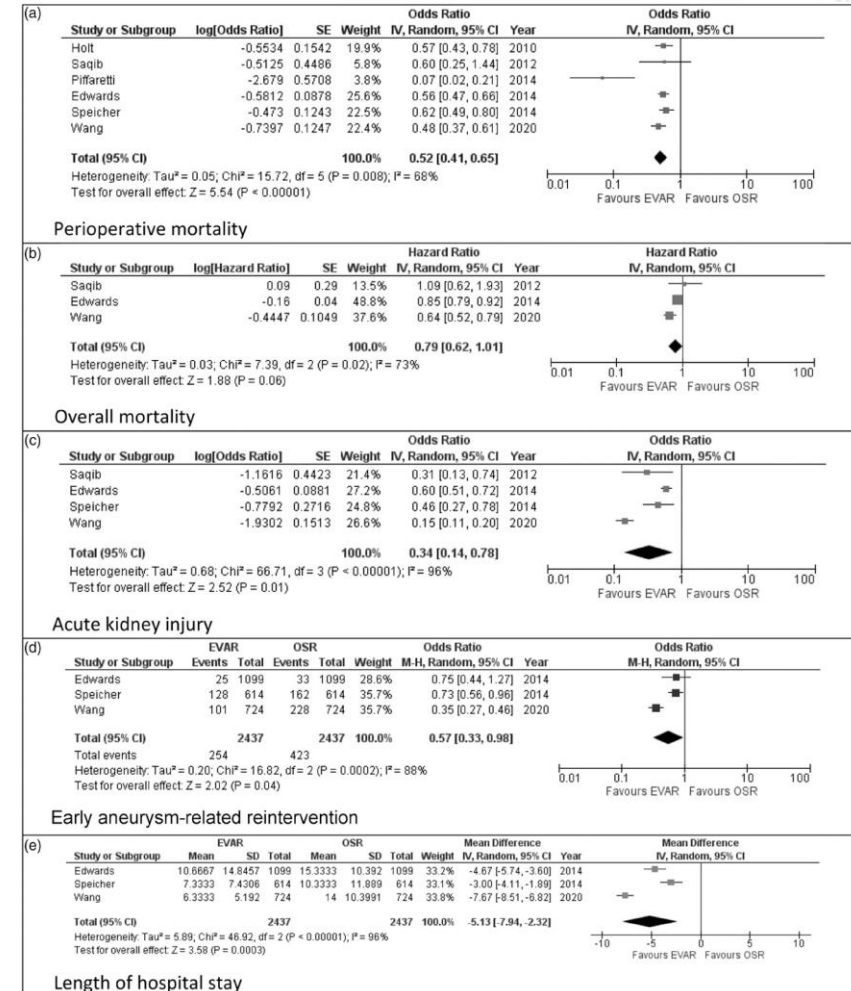 (a)
Odds Ratio Odds Ratio
Study or Subgroup log[Odds Ratio] SE Weight IV, Random, 95% CI Year IV, Random, 95% CI
Holt -0.5534 0.1542 19.9% 0.57 [0.43, 0.78] 2010
Saqib -0.5125 0.4486 5.8% 0.60 [0.25, 1.44] 2012
Piffaretti -2.679 0.5708 3.8% 0.07 [0.02, 0.21] 2014
Edwards -0.5812 0.0878 25.6% 0.56 [0.47, 0.66] 2014
Speicher -0.473 0.1243 22.5% 0.62 [0.49, 0.80] 2014
Wang -0.7397 0.1247 22.4% 0.48 [0.37, 0.61] 2020
Total (95% CI) 100.0% 0.52 [0.41, 0.65]
Heterogeneity: Tau² = 0.05; Chi² = 15.72, df = 5 (P = 0.008); I² = 68%
Test for overall effect: Z = 5.54 (P < 0.00001)
0.01 0.1 1 10 100
Favours EVAR Favours OSR
Perioperative mortality
(b)
Hazard Ratio Hazard Ratio
Study or Subgroup log[Hazard Ratio] SE Weight IV, Random, 95% CI Year IV, Random, 95% CI
Saqib 0.09 0.29 13.5% 1.09 [0.62, 1.93] 2012
Edwards -0.16 0.04 48.8% 0.85 [0.79, 0.92] 2014
Wang -0.4447 0.1049 37.6% 0.64 [0.52, 0.79] 2020
Total (95% CI) 100.0% 0.79 [0.62, 1.01]
Heterogeneity: Tau² = 0.03; Chi² = 7.39, df = 2 (P = 0.02); I² = 73%
Test for overall effect: Z = 1.88 (P = 0.06)
0.01 0.1 1 10 100
Favours EVAR Favours OSR
Overall mortality
(c)
Odds Ratio Odds Ratio
Study or Subgroup log[Odds Ratio] SE Weight IV, Random, 95% CI Year IV, Random, 95% CI
Saqib -1.1616 0.4423 21.4% 0.31 [0.13, 0.74] 2012
Edwards -0.5061 0.0881 27.2% 0.60 [0.51, 0.72] 2014
Speicher -0.7792 0.2716 24.8% 0.46 [0.27, 0.78] 2014
Wang -1.9302 0.1513 26.6% 0.15 [0.11, 0.20] 2020
Total (95% CI) 100.0% 0.34 [0.14, 0.78]
Heterogeneity: Tau² = 0.68; Chi² = 66.71, df = 3 (P < 0.00001); I² = 96%
Test for overall effect: Z = 2.52 (P = 0.01)
0.01 0.1 1 10 100
Favours EVAR Favours OSR
Acute kidney injury
(d)
EVAR OSR Odds Ratio Odds Ratio
Study or Subgroup Events Total Events Total Weight M-H, Random, 95% CI Year M-H, Random, 95% CI
Edwards 25 1099 33 1099 28.6% 0.75 [0.44, 1.27] 2014
Speicher 128 614 162 614 35.7% 0.73 [0.56, 0.96] 2014
Wang 101 724 228 724 35.7% 0.35 [0.27, 0.46] 2020
Total (95% CI) 2437 2437 100.0% 0.57 [0.33, 0.98]
Total events 254 423
Heterogeneity: Tau² = 0.20; Chi² = 16.82, df = 2 (P = 0.0002); I² = 88%
Test for overall effect: Z = 2.02 (P = 0.04)
0.01 0.1 1 10 100
Favours EVAR Favours OSR
Early aneurysm-related reintervention
(e)
EVAR OSR Mean Difference Mean Difference
Study or Subgroup Mean SD Total Mean SD Total Weight IV, Random, 95% CI Year IV, Random, 95% CI
Edwards 10.6667 14.8457 1099 15.3333 10.392 1099 33.2% -4.67 [-5.74, -3.60] 2014
Speicher 7.3333 7.4306 614 10.3333 11.889 614 33.1% -3.00 [-4.11, -1.89] 2014
Wang 6.3333 5.192 724 14 10.3991 724 33.8% -7.67 [-8.51, -6.82] 2020
Total (95% CI) 2437 2437 100.0% -5.13 [-7.94, -2.32]
Heterogeneity: Tau² = 5.89; Chi² = 46.92, df = 2 (P < 0.00001); I² = 96%
Test for overall effect: Z = 3.58 (P = 0.0003)
-10 -5 0 5 10
Favours EVAR Favours OSR
Length of hospital stay